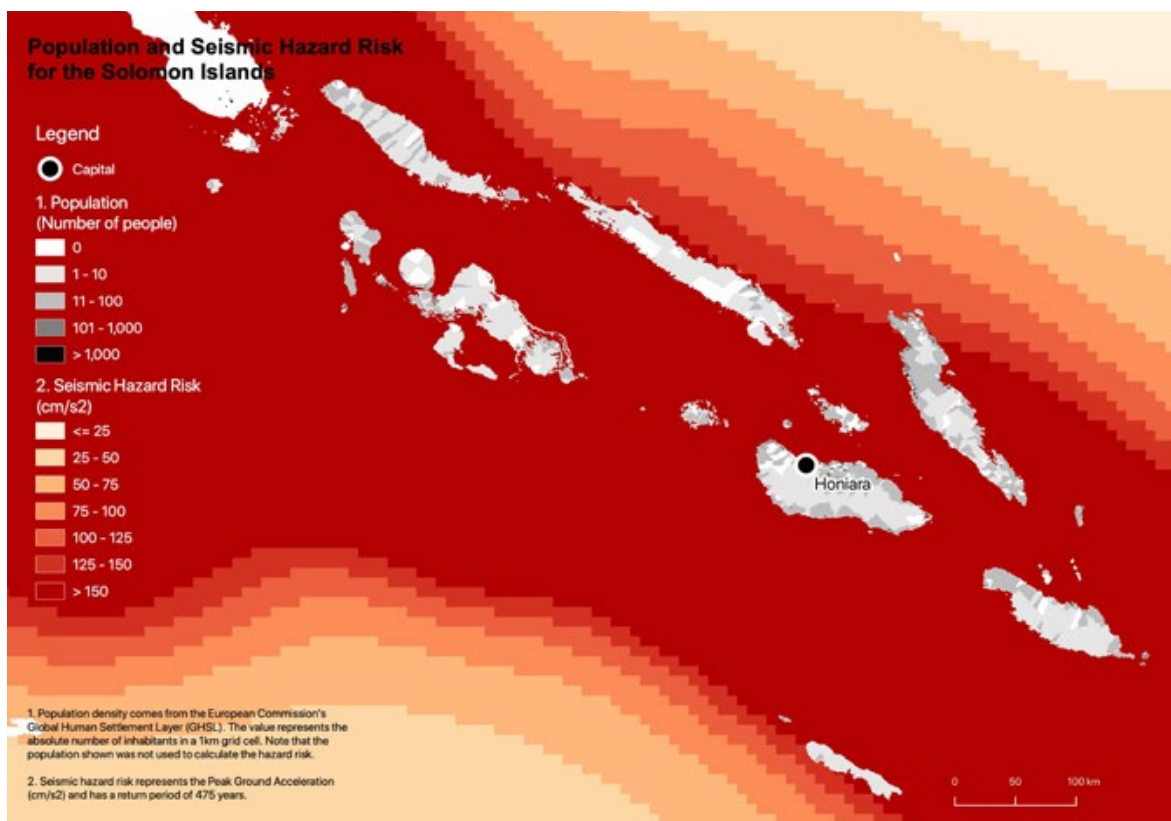 Population and Seismic Hazard Risk
for the Solomon Islands
Legend
Capital
1. Population
(Number of people)
0
1 - 10
11 - 100
101 - 1,000
> 1,000
2. Seismic Hazard Risk
(cm/s2)
<= 25
25 - 50
50 - 75
75 - 100
100 - 125
125 - 150
> 150
Honiara
1. Population density comes from the European Commission's
Global Human Settlement Layer (GHSL). The value represents the
absolute number of inhabitants in a 1km grid cell. Note that the
population shown was not used to calculate the hazard risk.
2. Seismic hazard risk represents the Peak Ground Acceleration
(cm/s2) and has a return period of 475 years.
0 50 100 km